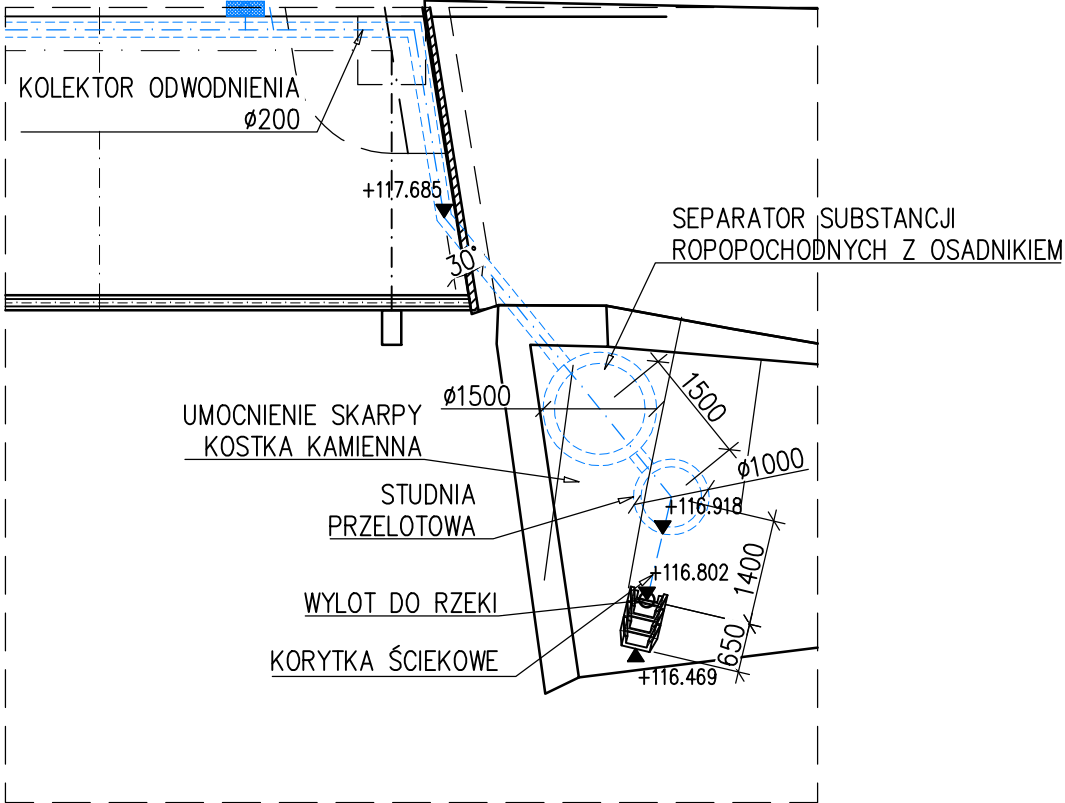 KOLEKTOR ODWODNIENIA
ø200
+117.685
SEPARATOR SUBSTANCJI
ROPOPOCHODNYCH Z OSADNIKIEM
30°
ø1500
1500
UMOCNIENIE SKARPY
KOSTKA KAMIENNA
ø1000
STUDNIA
PRZELOTOWA
+116.918
1400
+116.802
WYLOT DO RZEKI
650
KORYTKA ŚCIEKOWE
+116.469